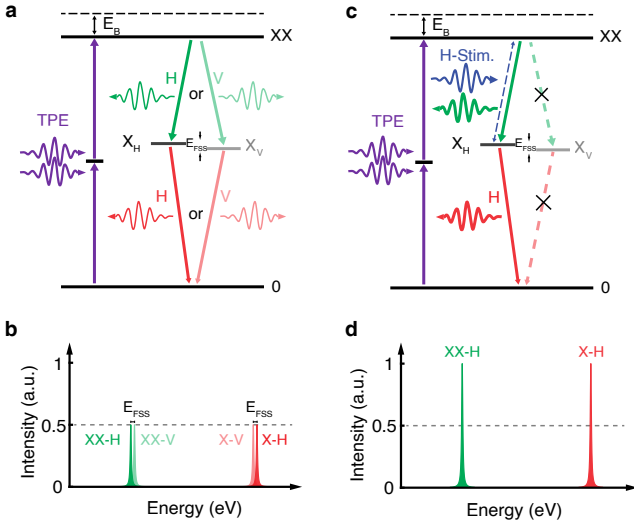 a
E_B
XX
H
V
or
TPE
X_H
E_FSS
X_V
H
V
or
0
b
Intensity (a.u.)
1
0.5
0
E_FSS
E_FSS
XX-H
XX-V
X-V
X-H
Energy (eV)
c
E_B
XX
H-Stim.
TPE
X_H
E_FSS
X_V
H
0
d
Intensity (a.u.)
1
0.5
0
XX-H
X-H
Energy (eV)